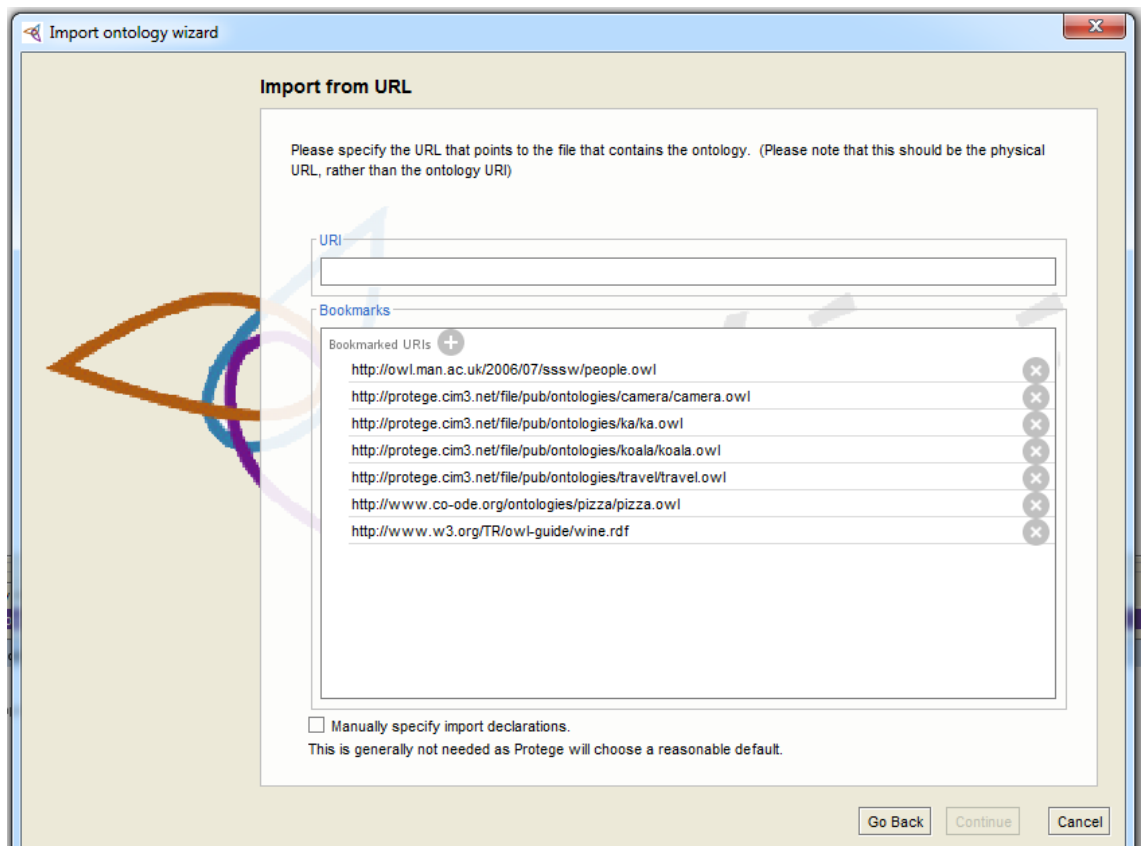 Import ontology wizard
Import from URL
Please specify the URL that points to the file that contains the ontology.  (Please note that this should be the physical
URL, rather than the ontology URI)
URI
Bookmarks
Bookmarked URIs
http://owl.man.ac.uk/2006/07/sssw/people.owl
http://protege.cim3.net/file/pub/ontologies/camera/camera.owl
http://protege.cim3.net/file/pub/ontologies/ka/ka.owl
http://protege.cim3.net/file/pub/ontologies/koala/koala.owl
http://protege.cim3.net/file/pub/ontologies/travel/travel.owl
http://www.co-ode.org/ontologies/pizza/pizza.owl
http://www.w3.org/TR/owl-guide/wine.rdf
Manually specify import declarations.
This is generally not needed as Protege will choose a reasonable default.
Go Back Continue Cancel